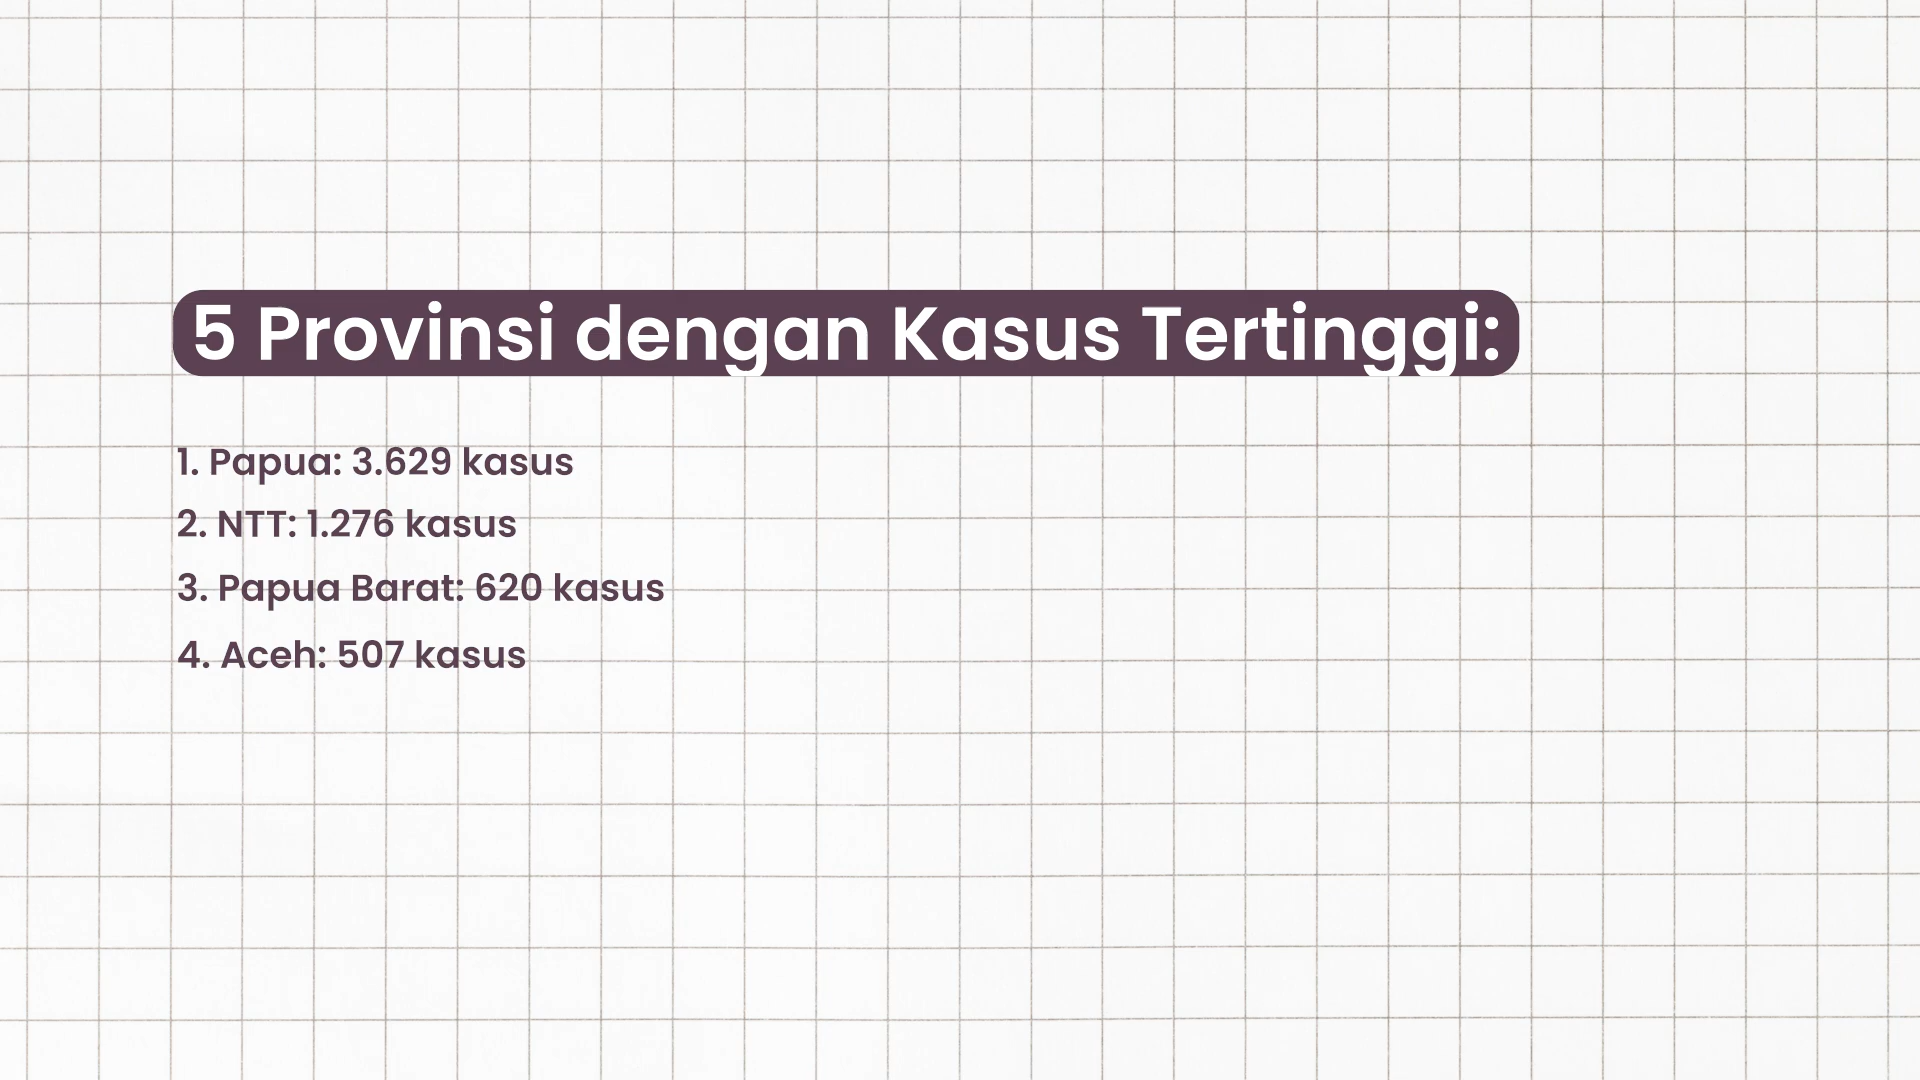 5 Provinsi dengan Kasus Tertinggi:
1. Papua: 3.629 kasus
2. NTT: 1.276 kasus
3. Papua Barat: 620 kasus
4. Aceh: 507 kasus